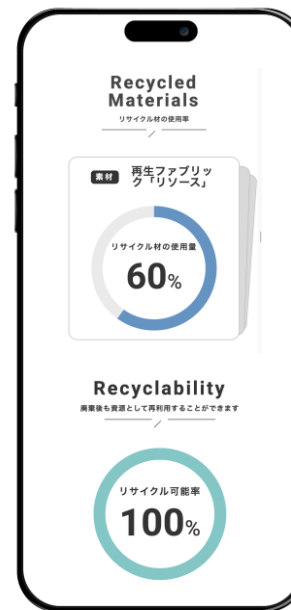 Recycled
Materials
リサイクル材の使用率
素材
再生ファブリッ
ク「リソース」
リサイクル材の使用量
60%
Recyclability
廃棄後も資源として再利用することができます
リサイクル可能率
100%